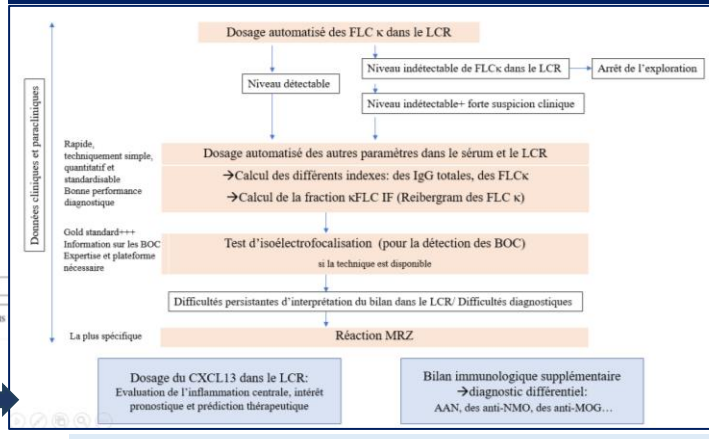 Dosage automatisé des FLC κ dans le LCR
Niveau détectable
Niveau indétectable de FLCκ dans le LCR
Arrêt de l'exploration
Niveau indétectable+ forte suspicion clinique
Données cliniques et paracliniques
Rapide,
techniquement simple,
quantitatif et
standardisable
Bonne performance
diagnostique
Dosage automatisé des autres paramètres dans le sérum et le LCR
→Calcul des différents indexes: des IgG totales, des FLCκ
→Calcul de la fraction κFLC IF (Reibergram des FLC κ)
Gold standard+++
Information sur les BOC
Expertise et plateforme
nécessaire
Test d'isoélectrofocalisation (pour la détection des BOC)
si la technique est disponible
Difficultés persistantes d'interprétation du bilan dans le LCR/ Difficultés diagnostiques
La plus spécifique
Réaction MRZ
Dosage du CXCL13 dans le LCR:
Evaluation de l'inflammation centrale, intérêt
pronostique et prédiction thérapeutique
Bilan immunologique supplémentaire
→diagnostic différentiel:
AAN, des anti-NMO, des anti-MOG…